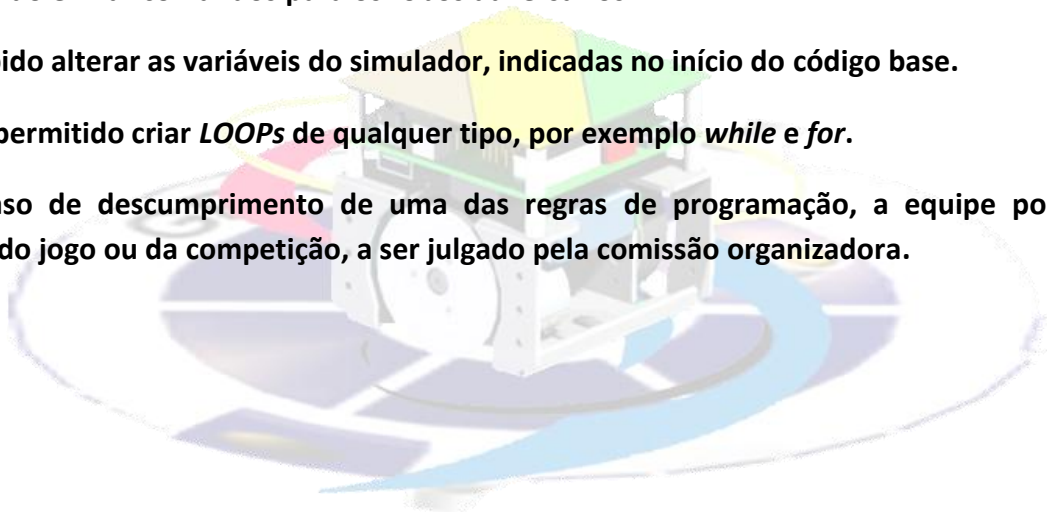 ido alterar as variáveis do simulador, indicadas no início do código base.
permitido criar LOOPs de qualquer tipo, por exemplo while e for.
so de descumprimento de uma das regras de programação, a equipe po
do jogo ou da competição, a ser julgado pela comissão organizadora.